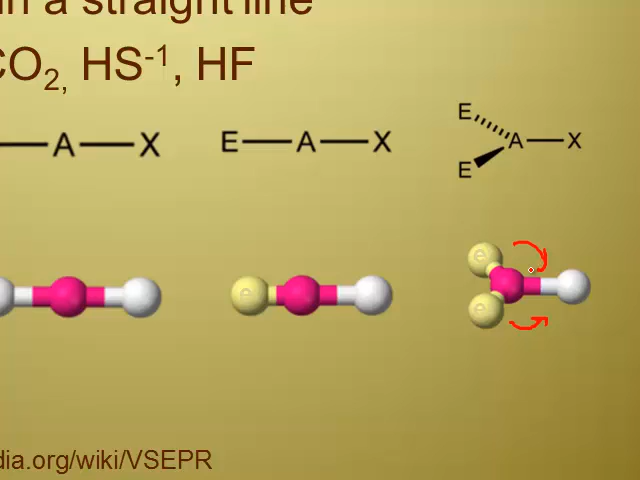 in a straight line
CO2, HS-1, HF
A X E A X E A X
E
e e
dia.org/wiki/VSEPR